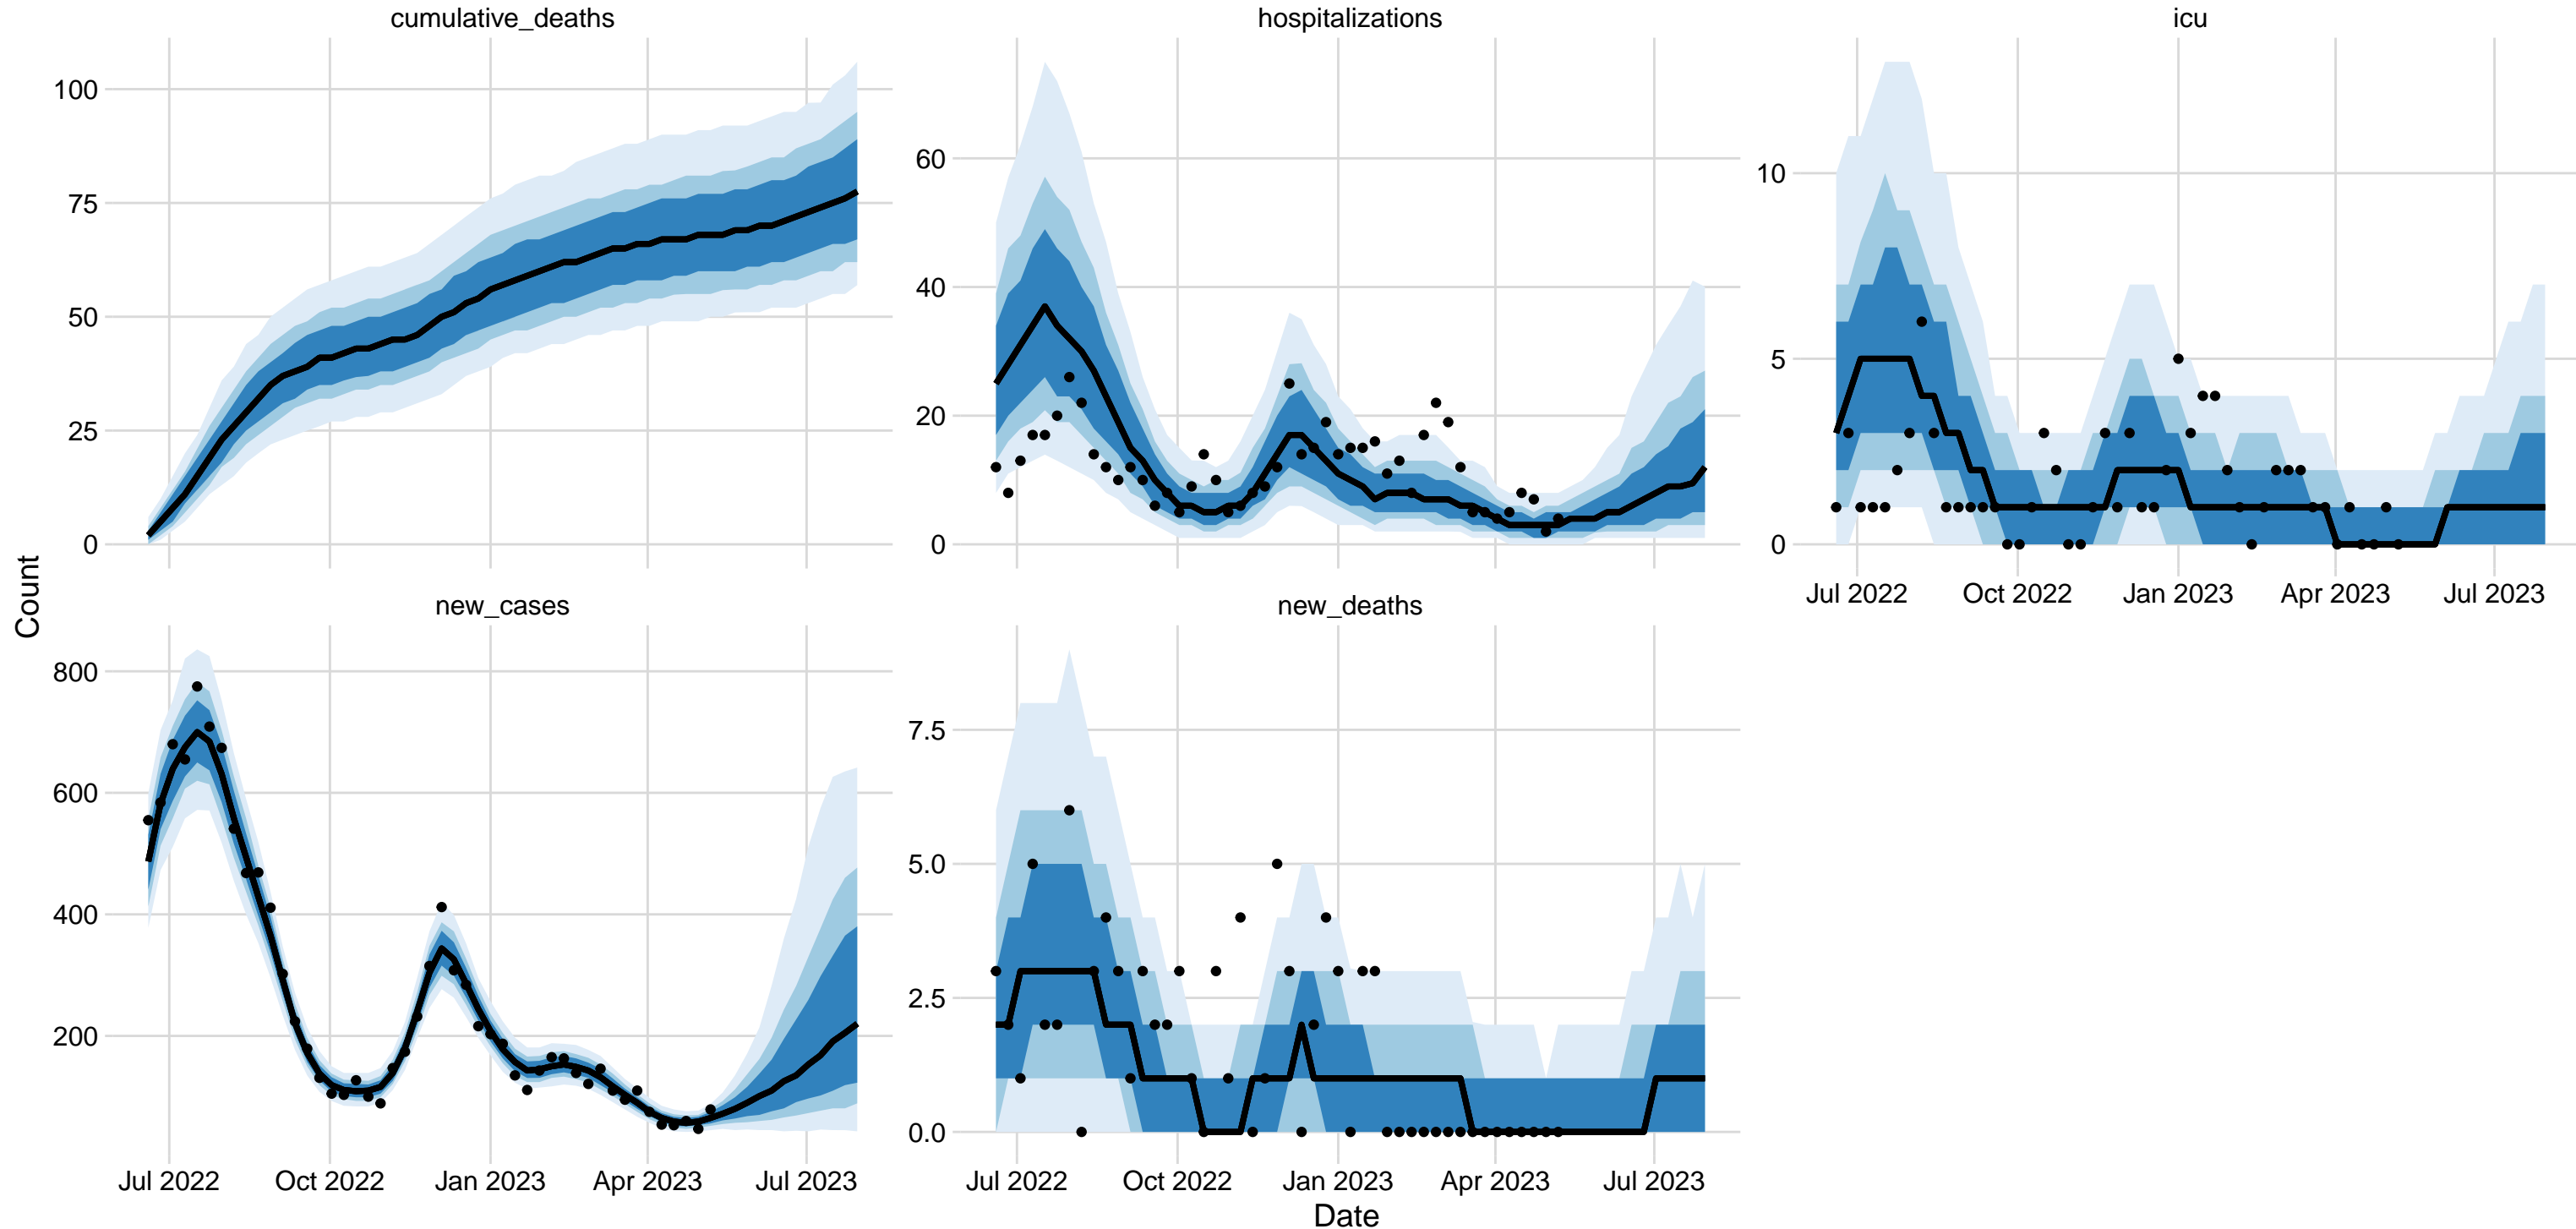 cumulative_deaths
hospitalizations
icu
100
75
50
25
0
60
40
20
0
10
5
0
Jul 2022 Oct 2022 Jan 2023 Apr 2023 Jul 2023
Count
new_cases
new_deaths
800
600
400
200
7.5
5.0
2.5
0.0
Jul 2022 Oct 2022 Jan 2023 Apr 2023 Jul 2023
Jul 2022 Oct 2022 Jan 2023 Apr 2023 Jul 2023
Date